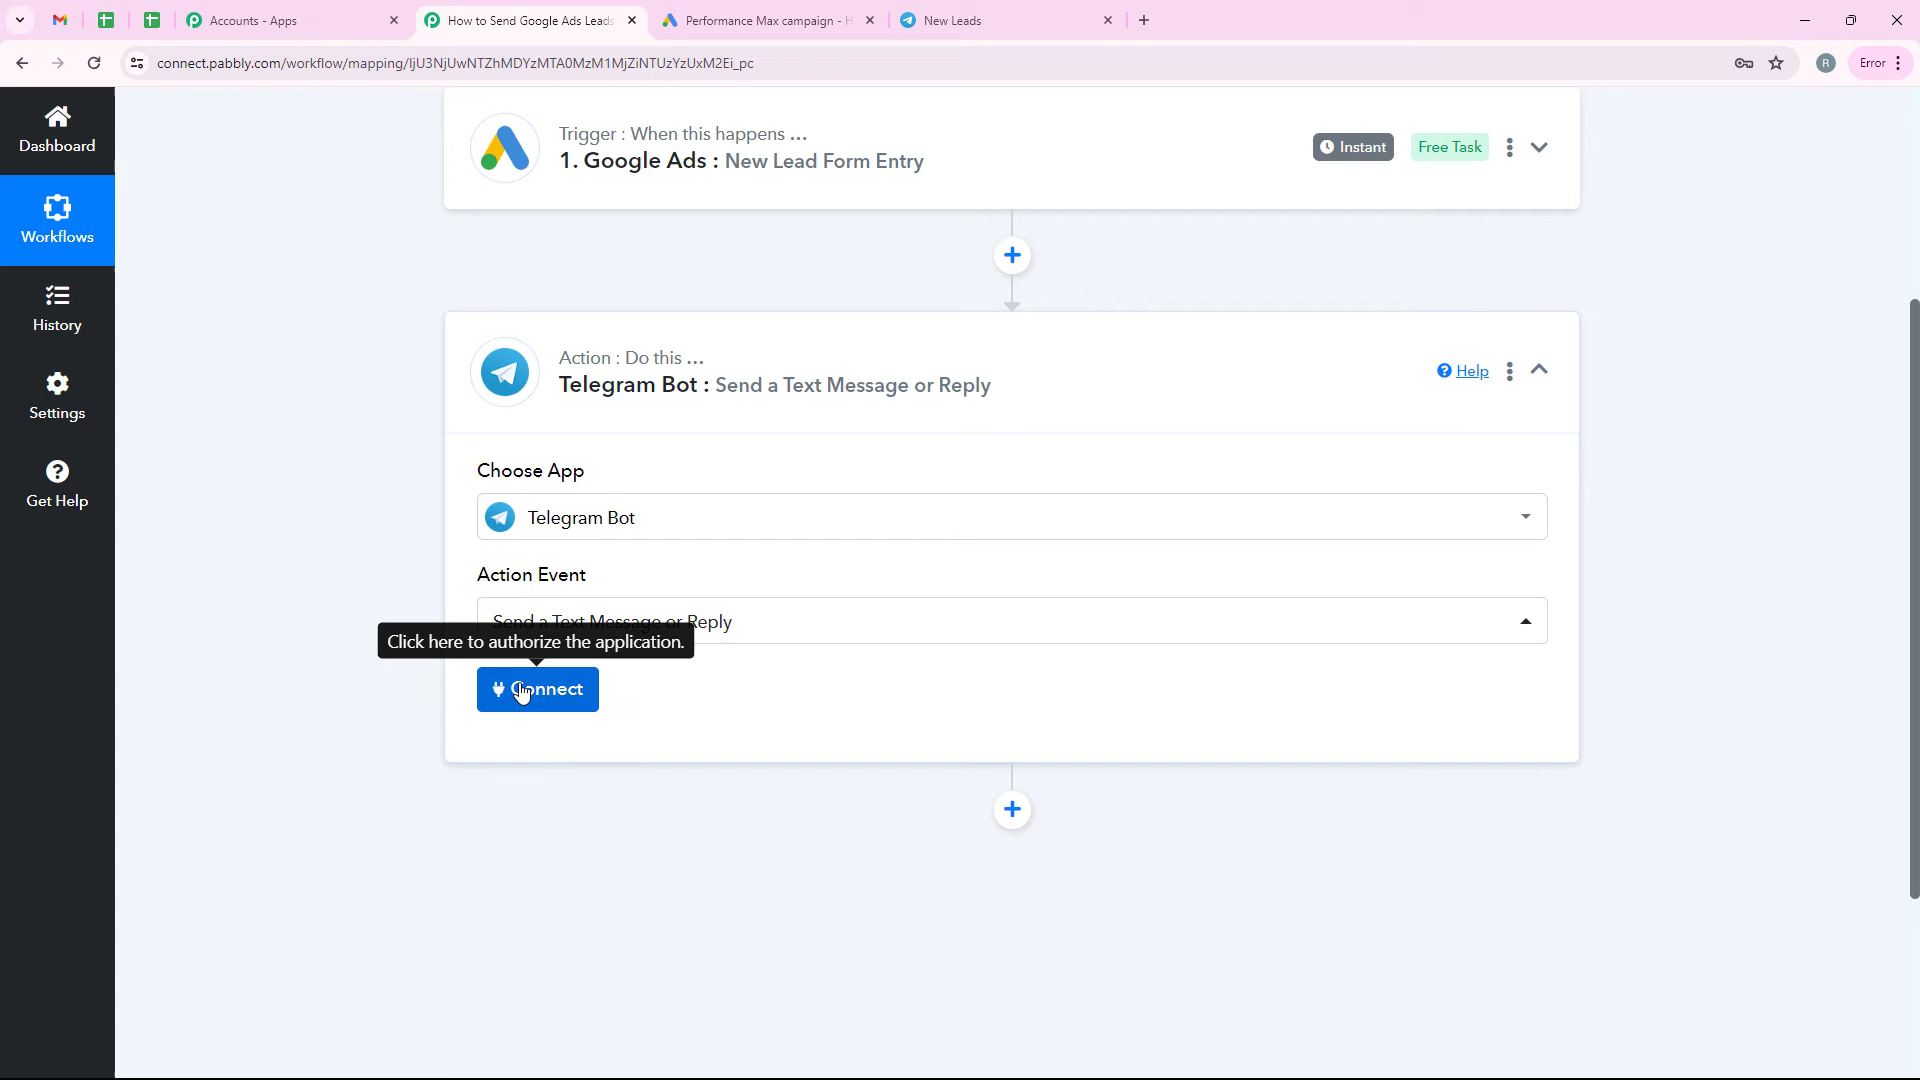 Accounts - Apps
How to Send Google Ads Leads
Performance Max campaign - H
New Leads
connect.pabbly.com/workflow/mapping/IjU3NjUwNTZhMDYzMTA0MzM1MjZiNTUzYzUxM2Ei_pc
R
Error
Dashboard
Workflows
History
Settings
Get Help
Trigger : When this happens ...
1. Google Ads : New Lead Form Entry
Instant
Free Task
Action : Do this ...
Telegram Bot : Send a Text Message or Reply
Help
Choose App
Telegram Bot
Action Event
Send a Text Message or Reply
Click here to authorize the application.
Connect